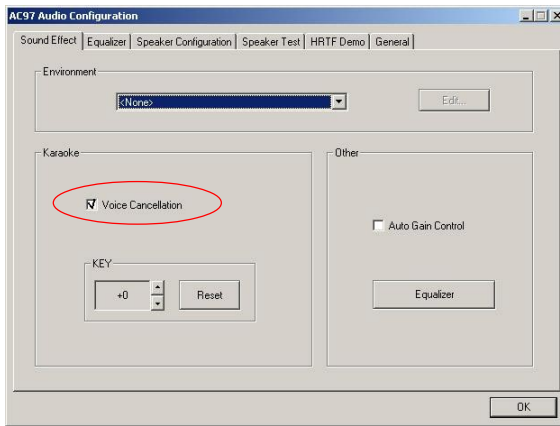 AC97 Audio Configuration
Sound Effect Equalizer Speaker Configuration Speaker Test HRTF Demo General
Environment
<None>
Edit...
Karaoke
Voice Cancellation
KEY
+0
Reset
Other
Auto Gain Control
Equalizer
OK